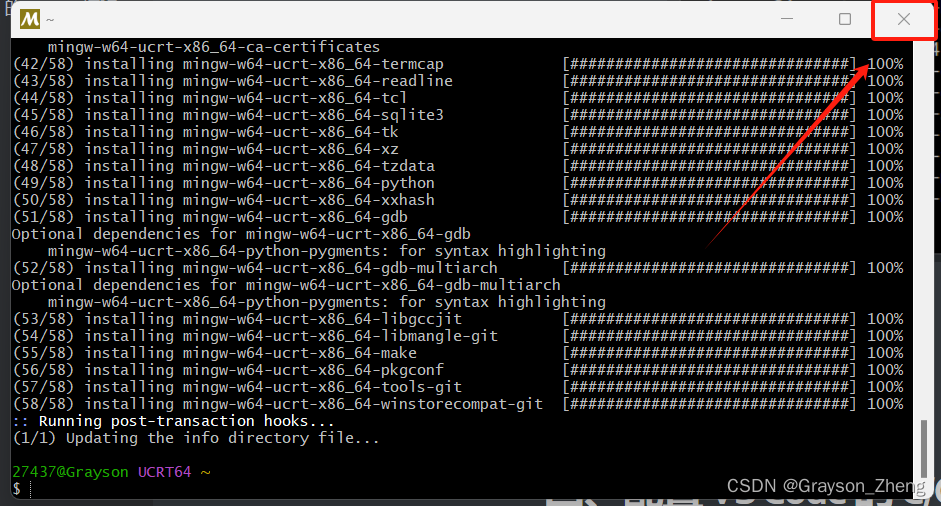 M ~
mingw-w64-ucrt-x86_64-ca-certificates
(42/58) installing mingw-w64-ucrt-x86_64-termcap [###############################] 100%
(43/58) installing mingw-w64-ucrt-x86_64-readline [###############################] 100%
(44/58) installing mingw-w64-ucrt-x86_64-tcl [###############################] 100%
(45/58) installing mingw-w64-ucrt-x86_64-sqlite3 [###############################] 100%
(46/58) installing mingw-w64-ucrt-x86_64-tk [###############################] 100%
(47/58) installing mingw-w64-ucrt-x86_64-xz [###############################] 100%
(48/58) installing mingw-w64-ucrt-x86_64-tzdata [###############################] 100%
(49/58) installing mingw-w64-ucrt-x86_64-python [###############################] 100%
(50/58) installing mingw-w64-ucrt-x86_64-xxhash [###############################] 100%
(51/58) installing mingw-w64-ucrt-x86_64-gdb [###############################] 100%
Optional dependencies for mingw-w64-ucrt-x86_64-gdb
mingw-w64-ucrt-x86_64-python-pygments: for syntax highlighting
(52/58) installing mingw-w64-ucrt-x86_64-gdb-multiarch [###############################] 100%
Optional dependencies for mingw-w64-ucrt-x86_64-gdb-multiarch
mingw-w64-ucrt-x86_64-python-pygments: for syntax highlighting
(53/58) installing mingw-w64-ucrt-x86_64-libgccjit [###############################] 100%
(54/58) installing mingw-w64-ucrt-x86_64-libmangle-git [###############################] 100%
(55/58) installing mingw-w64-ucrt-x86_64-make [###############################] 100%
(56/58) installing mingw-w64-ucrt-x86_64-pkgconf [###############################] 100%
(57/58) installing mingw-w64-ucrt-x86_64-tools-git [###############################] 100%
(58/58) installing mingw-w64-ucrt-x86_64-winstorecompat-git [###############################] 100%
:: Running post-transaction hooks...
(1/1) Updating the info directory file...
27437@Grayson UCRT64 ~
$
CSDN @Grayson_Zheng